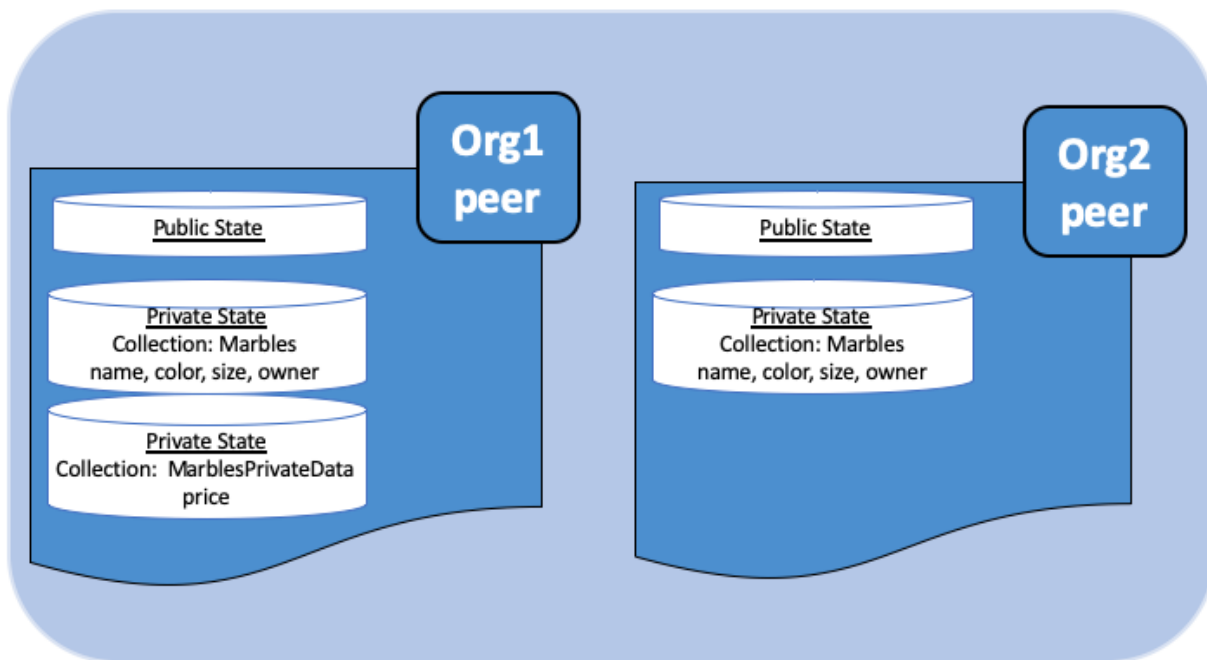 Org1
peer
Public State
Private State
Collection: Marbles
name, color, size, owner
Private State
Collection: MarblesPrivateData
price
Org2
peer
Public State
Private State
Collection: Marbles
name, color, size, owner